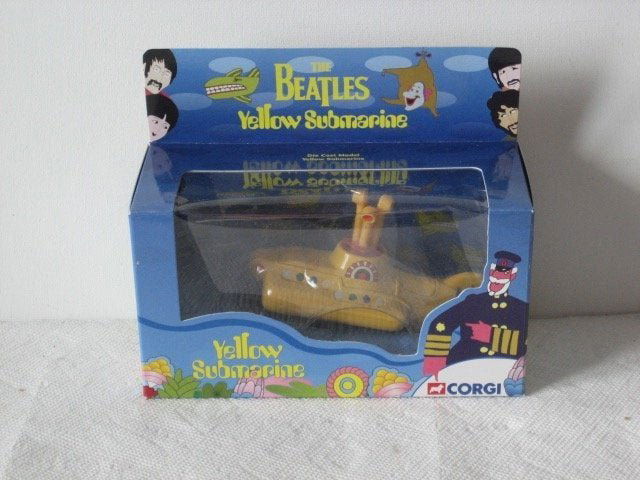 THE
BEATLES
Yellow Submarine
Die Cast Model
Yellow Submarine
Yellow
Submarine
CORGI